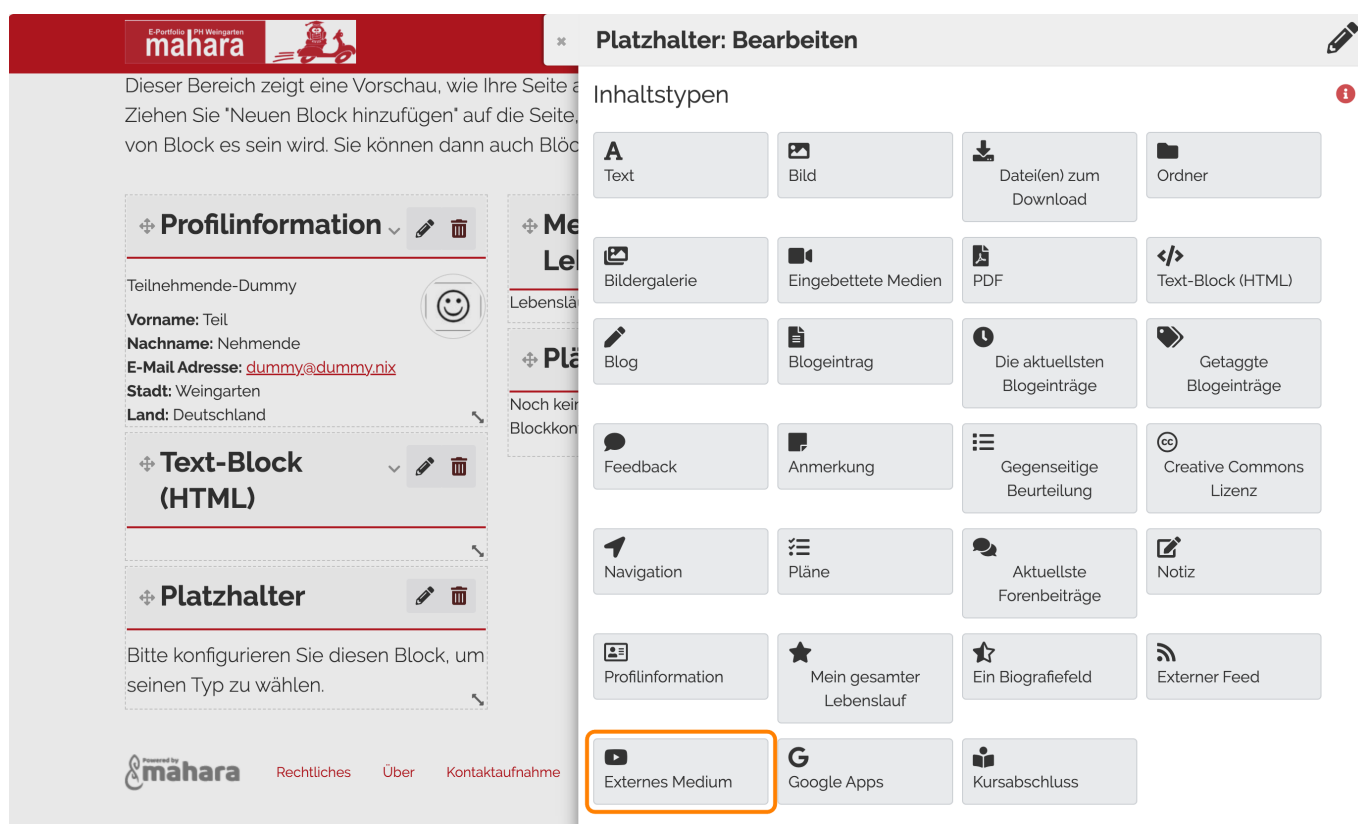 E-Portfolio PH Weingarten
mahara
Dieser Bereich zeigt eine Vorschau, wie Ihre Seite
Ziehen Sie "Neuen Block hinzufügen" auf die Seite,
von Block es sein wird. Sie können dann auch
Profilinformation
Teilnehmende-Dummy
Vorname: Teil
Nachname: Nehmende
E-Mail Adresse: dummy@dummy.nix
Stadt: Weingarten
Land: Deutschland
Text-Block
(HTML)
Platzhalter
Bitte konfigurieren Sie diesen Block, um
seinen Typ zu wählen.
Me
Le
Lebenslä
Plä
Noch kei
Blockkon
Powered by
mahara
Rechtliches
Über
Kontaktaufnahme
Platzhalter: Bearbeiten
Inhaltstypen
Text
Bild
Datei(en) zum
Download
Ordner
Bildergalerie
Eingebettete Medien
PDF
Text-Block (HTML)
Blog
Blogeintrag
Die aktuellsten
Blogeinträge
Getaggte
Blogeinträge
Feedback
Anmerkung
Gegenseitige
Beurteilung
Creative Commons
Lizenz
Navigation
Pläne
Aktuellste
Forenbeiträge
Notiz
Profilinformation
Mein gesamter
Lebenslauf
Ein Biografiefeld
Externer Feed
Externes Medium
Google Apps
Kursabschluss